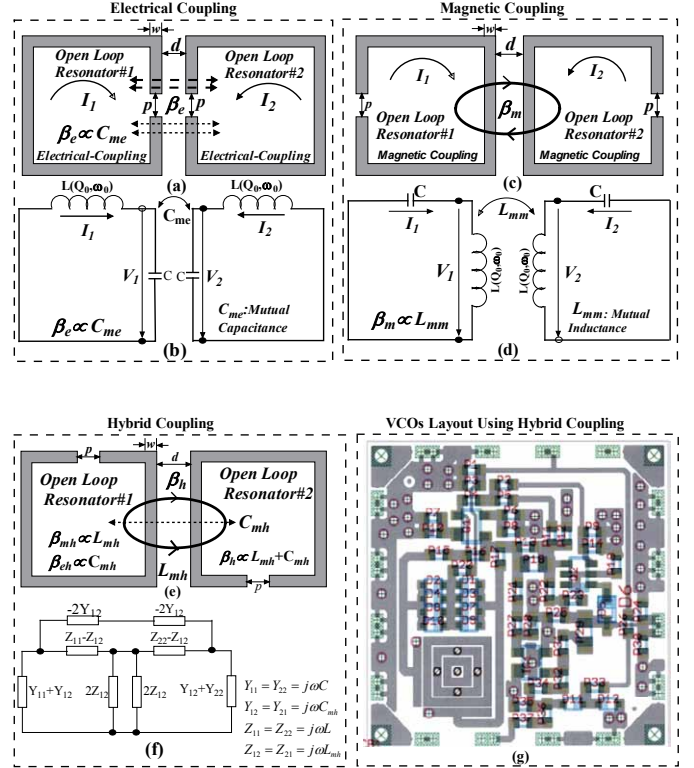 Electrical Coupling
w
d
Open Loop
Resonator#1
Open Loop
Resonator#2
I1
I2
p
βe
p
βe∝Cme
Electrical-Coupling
Electrical-Coupling
(a)
L(Q0,ω0)
L(Q0,ω0)
Cme
I1
I2
V1
C
C
V2
Cme:Mutual
Capacitance
βe∝Cme
(b)
Magnetic Coupling
w
d
I1
I2
βm
p
p
Open Loop
Resonator#1
Open Loop
Resonator#2
Magnetic Coupling
Magnetic Coupling
(c)
C
Lmm
C
I1
I2
V1
L(Q0,ω0)
L(Q0,ω0)
V2
βm∝Lmm
Lmm: Mutual
Inductance
(d)
Hybrid Coupling
p
w
d
Open Loop
Resonator#1
βh
Open Loop
Resonator#2
Cmh
βmh∝Lmh
βeh∝Cmh
Lmh
βh∝Lmh+Cmh
(e)
p
-2Y12
-2Y12
Z11-Z12
Z22-Z12
Y11+Y12
2Z12
2Z12
Y12+Y22
Y11 = Y22 = jωC
Y12 = Y21 = jωCmh
Z11 = Z22 = jωL
Z12 = Z21 = jωLmh
(f)
VCOs Layout Using Hybrid Coupling
(g)